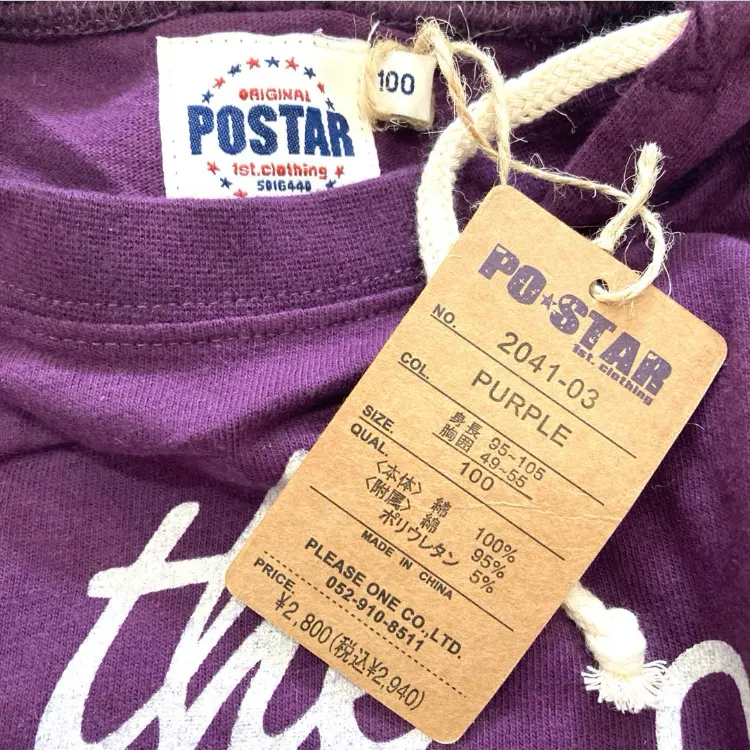 ORIGINAL
POSTAR
1st.clothing
SO1G440
100
PO★STAR
1st. clothing
NO. 2041-03
COL. PURPLE
身長 95~105
胸囲 49~55
SIZE. 100
QUAL.
〈本体〉 綿 100%
〈附属〉 綿 95%
ポリウレタン 5%
MADE IN CHINA
PLEASE ONE CO.,LTD.
052-910-8511
PRICE
¥2,800(税込¥2,940)
the